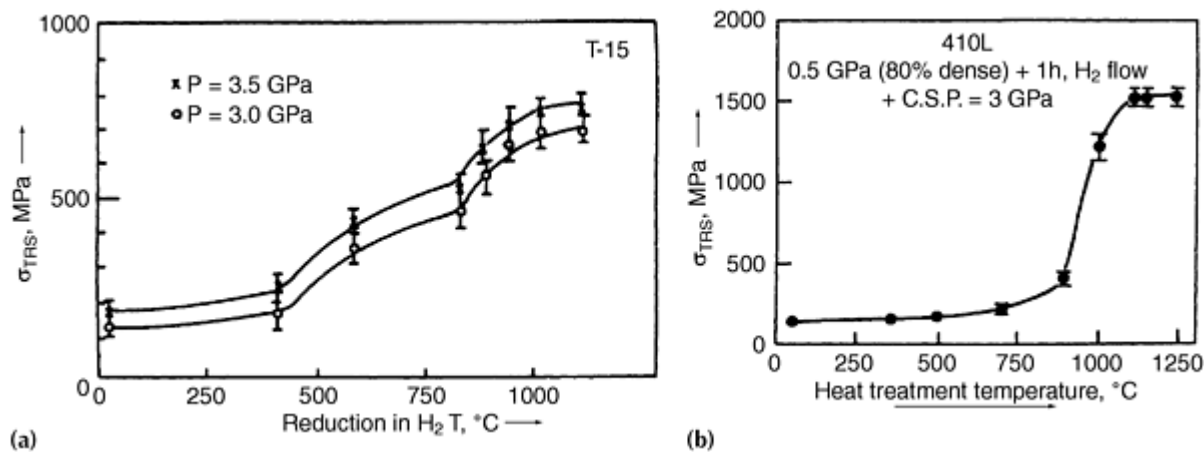 1000
T-15
P = 3.5 GPa
P = 3.0 GPa
500
0
σTRS, MPa
0 250 500 750 1000
Reduction in H2 T, °C
(a)
2000
410L
0.5 GPa (80% dense) + 1h, H2 flow
+ C.S.P. = 3 GPa
1500
1000
500
0
σTRS, MPa
0 250 500 750 1000 1250
Heat treatment temperature, °C
(b)